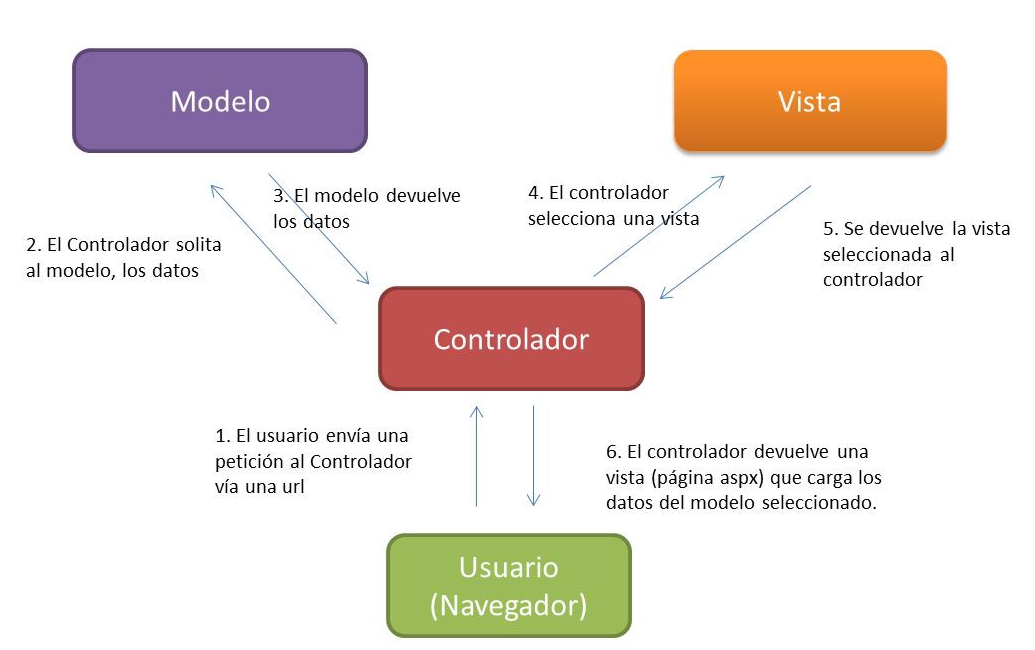 Modelo
Vista
3. El modelo devuelve
los datos
4. El controlador
selecciona una vista
2. El Controlador solita
al modelo, los datos
5. Se devuelve la vista
seleccionada al
controlador
Controlador
1. El usuario envía una
petición al Controlador
vía una url
6. El controlador devuelve una
vista (página aspx) que carga los
datos del modelo seleccionado.
Usuario
(Navegador)